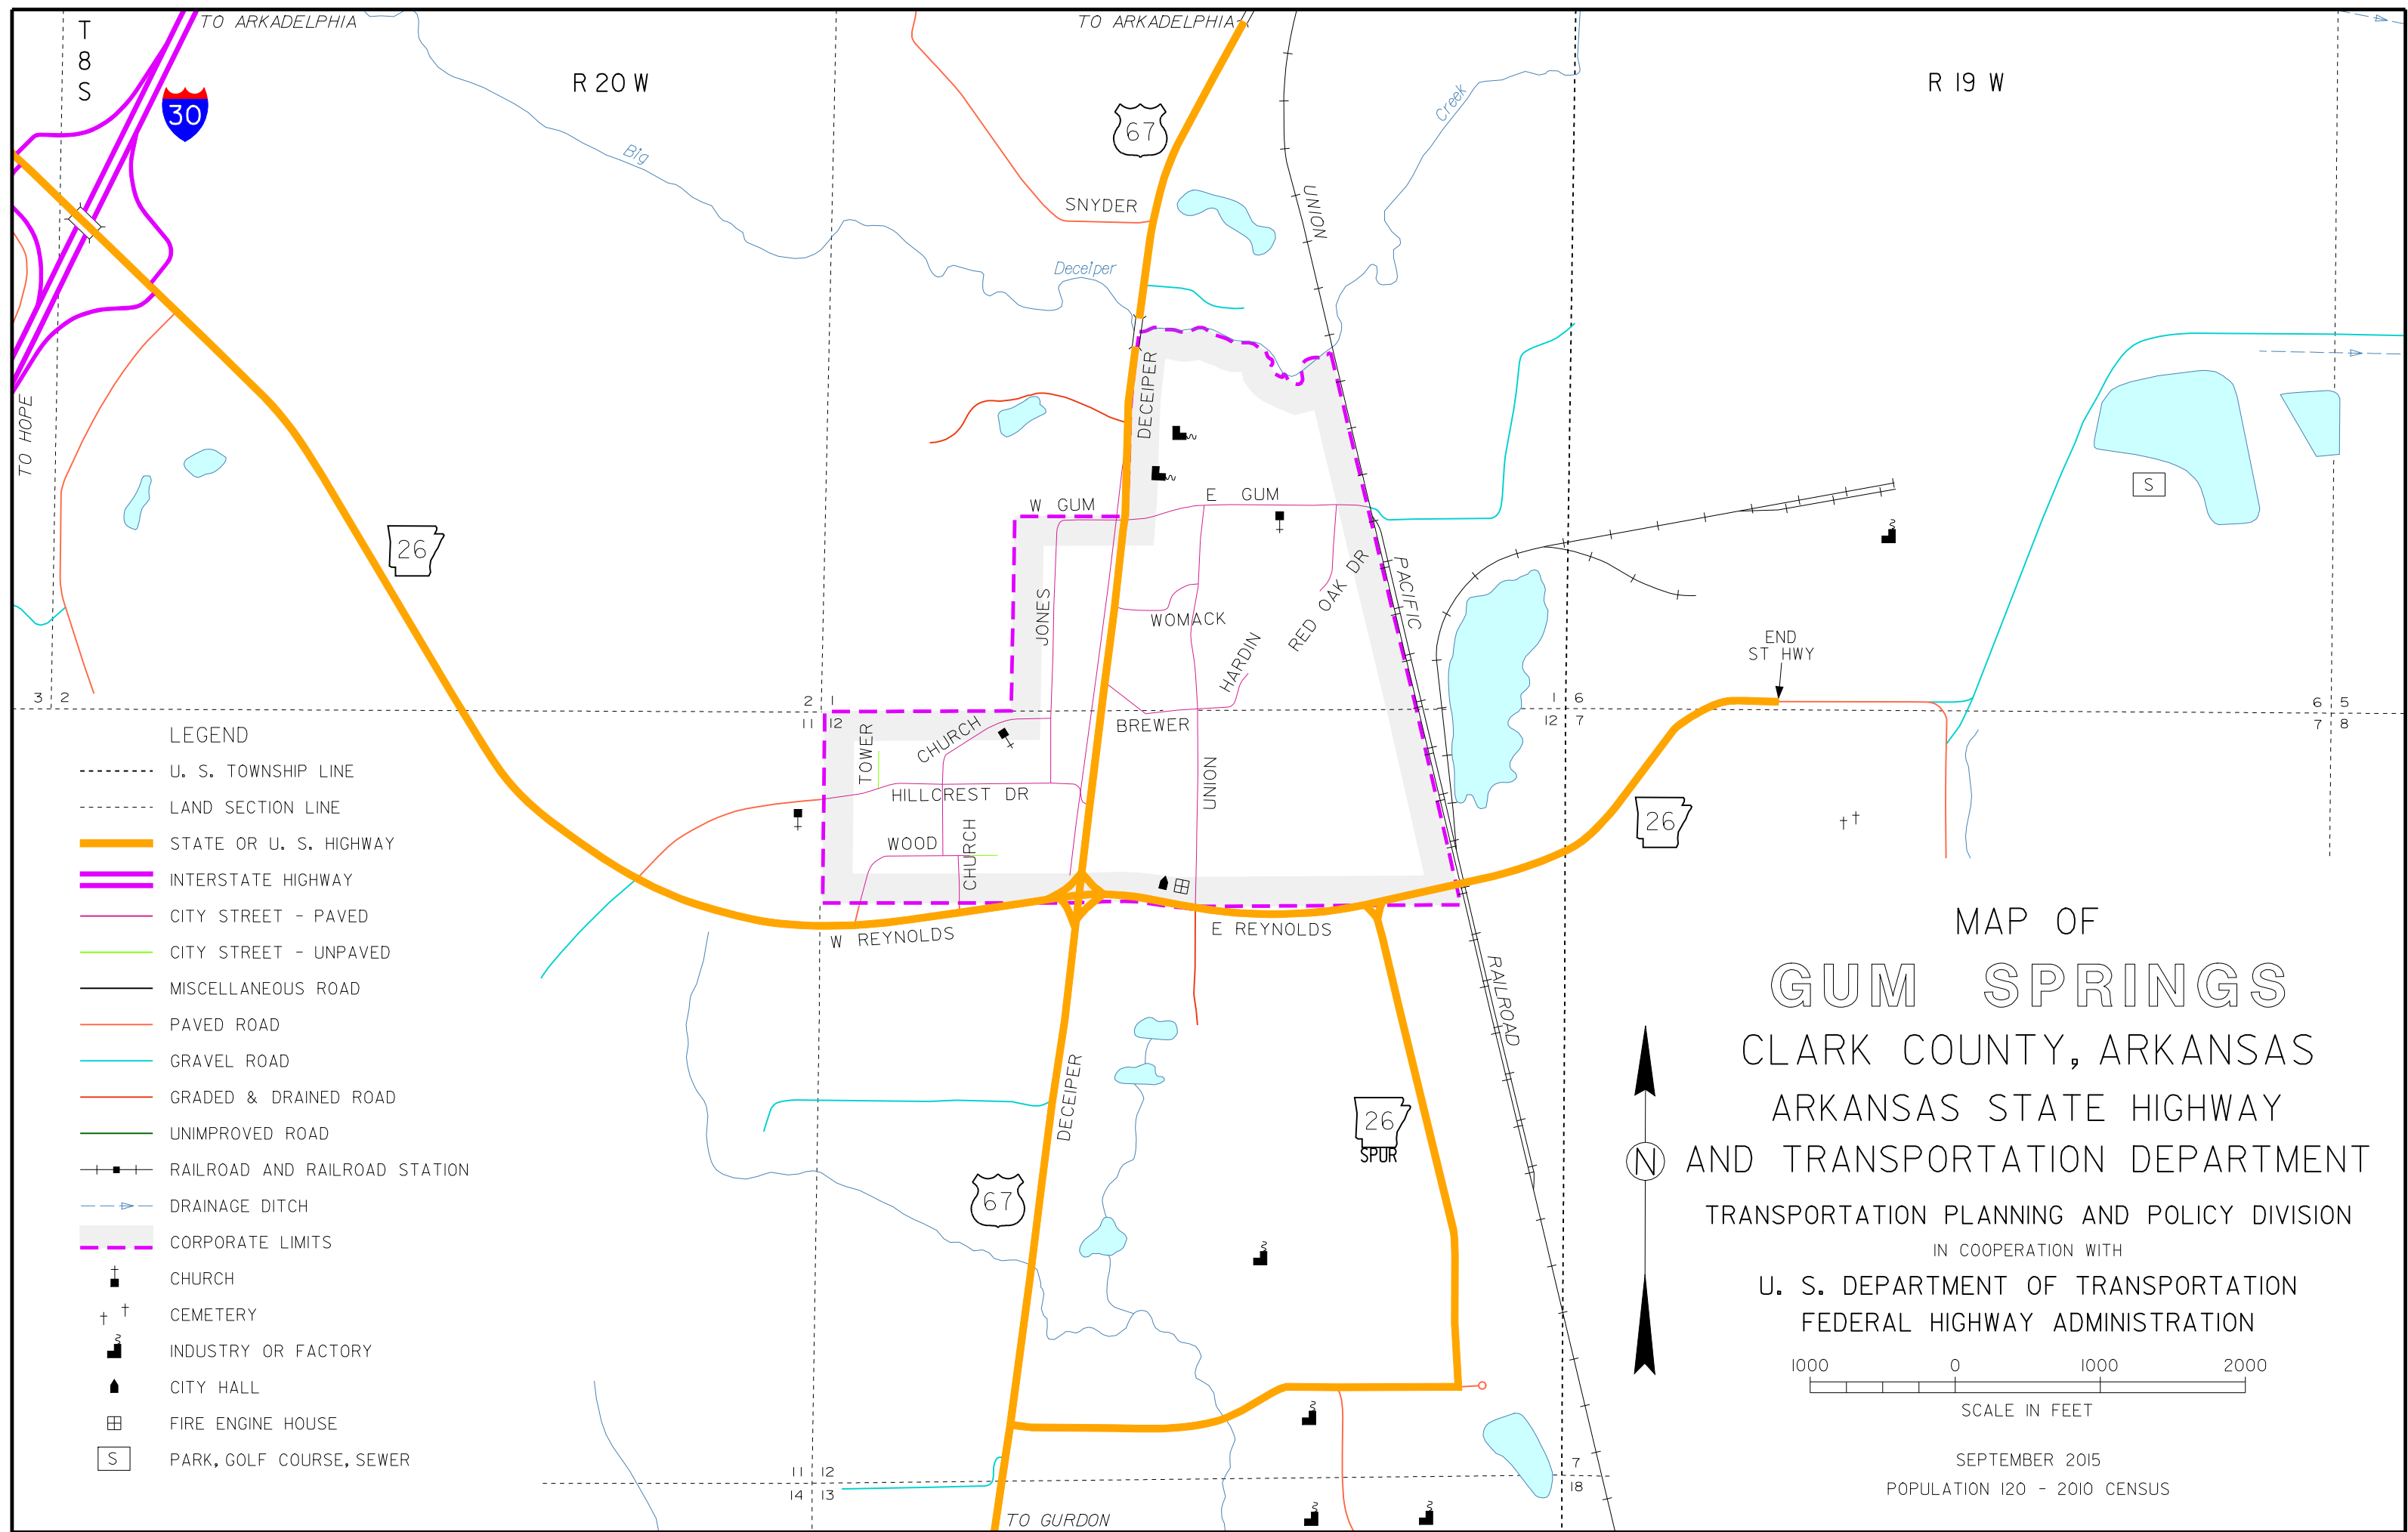 TO ARKADELPHIA
TO ARKADELPHIA
T
8
S
R 20 W
R 19 W
30
67
Big
Creek
SNYDER
UNION
Deceiper
TO HOPE
DECEIPER
W GUM
E GUM
S
26
JONES
WOMACK
HARDIN
RED OAK DR
PACIFIC
END
ST HWY
3 2
2 1
11 12
1 6
12 7
6 5
7 8
TOWER
CHURCH
BREWER
UNION
HILLCREST DR
WOOD
CHURCH
26
W REYNOLDS
E REYNOLDS
RAILROAD
DECEIPER
26
SPUR
67
11 12
14 13
7
18
TO GURDON
LEGEND
U. S. TOWNSHIP LINE
LAND SECTION LINE
STATE OR U. S. HIGHWAY
INTERSTATE HIGHWAY
CITY STREET - PAVED
CITY STREET - UNPAVED
MISCELLANEOUS ROAD
PAVED ROAD
GRAVEL ROAD
GRADED & DRAINED ROAD
UNIMPROVED ROAD
RAILROAD AND RAILROAD STATION
DRAINAGE DITCH
CORPORATE LIMITS
CHURCH
CEMETERY
INDUSTRY OR FACTORY
CITY HALL
FIRE ENGINE HOUSE
S PARK, GOLF COURSE, SEWER
MAP OF
GUM SPRINGS
CLARK COUNTY, ARKANSAS
ARKANSAS STATE HIGHWAY
N
AND TRANSPORTATION DEPARTMENT
TRANSPORTATION PLANNING AND POLICY DIVISION
IN COOPERATION WITH
U. S. DEPARTMENT OF TRANSPORTATION
FEDERAL HIGHWAY ADMINISTRATION
1000 0 1000 2000
SCALE IN FEET
SEPTEMBER 2015
POPULATION 120 - 2010 CENSUS